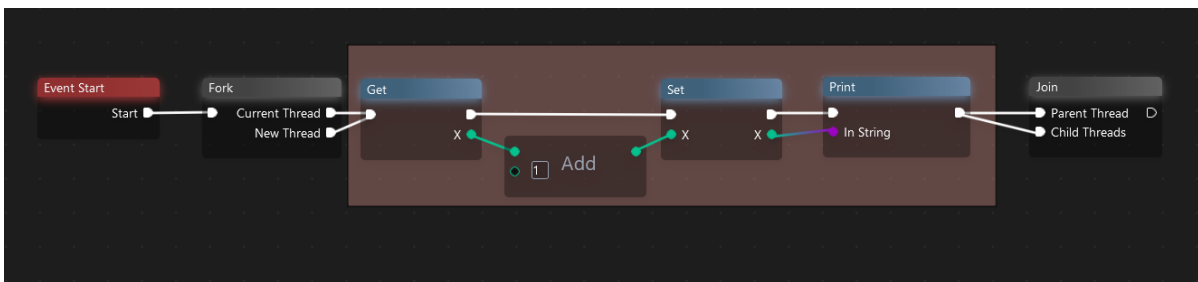 Event Start
Start
Fork
Current Thread
New Thread
Get
X
1
Add
Set
X
X
Print
In String
Join
Parent Thread
Child Threads